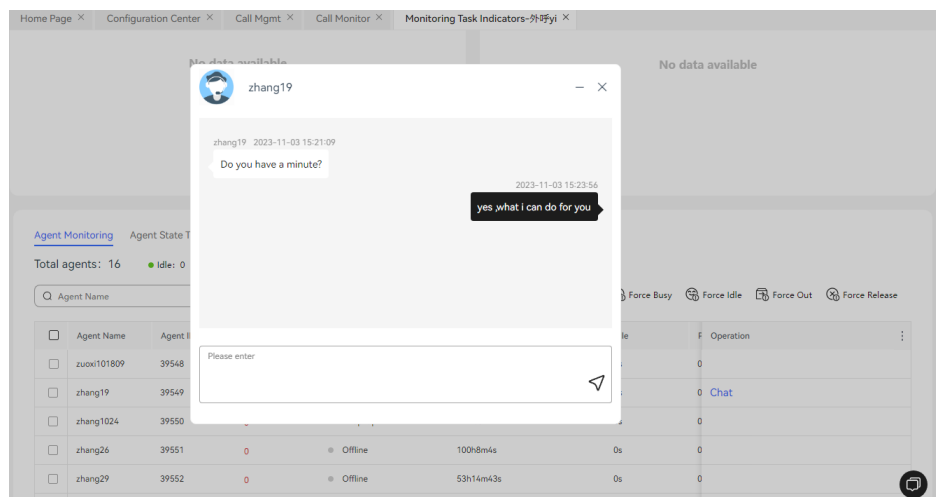 Home Page × Configuration Center × Call Mgmt × Call Monitor × Monitoring Task Indicators-外呼yi ×
No data available No data available
zhang19
zhang19 2023-11-03 15:21:09
Do you have a minute?
2023-11-03 15:23:56
yes ,what i can do for you
Agent Monitoring Agent State T
Total agents: 16 Idle: 0
Agent Name Force Busy Force Idle Force Out Force Release
Please enter
Agent Name Agent I Operation
zuoxi101809 39548
zhang19 39549 0 Chat
zhang1024 39550
zhang26 39551 0 Offline 100h8m4s 0s 0
zhang29 39552 0 Offline 53h14m43s 0s 0